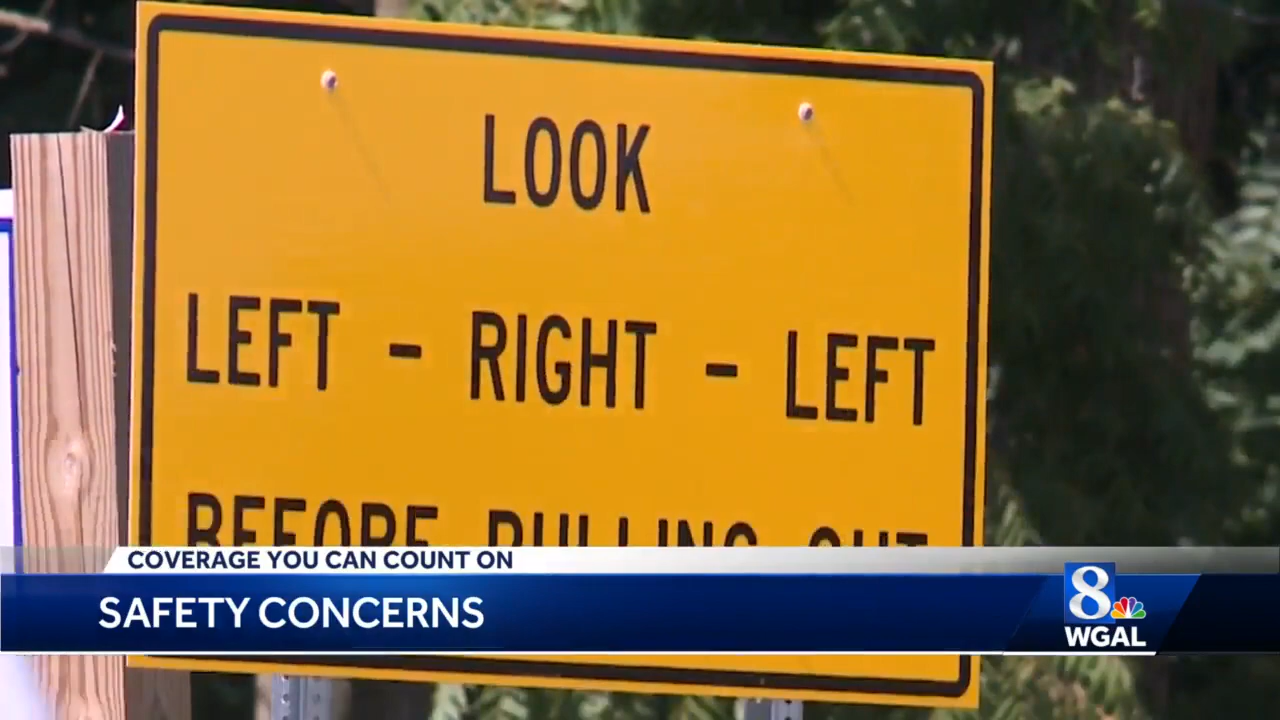 LOOK
LEFT - RIGHT - LEFT
BEFORE PULLING OUT
COVERAGE YOU CAN COUNT ON
SAFETY CONCERNS
8
WGAL